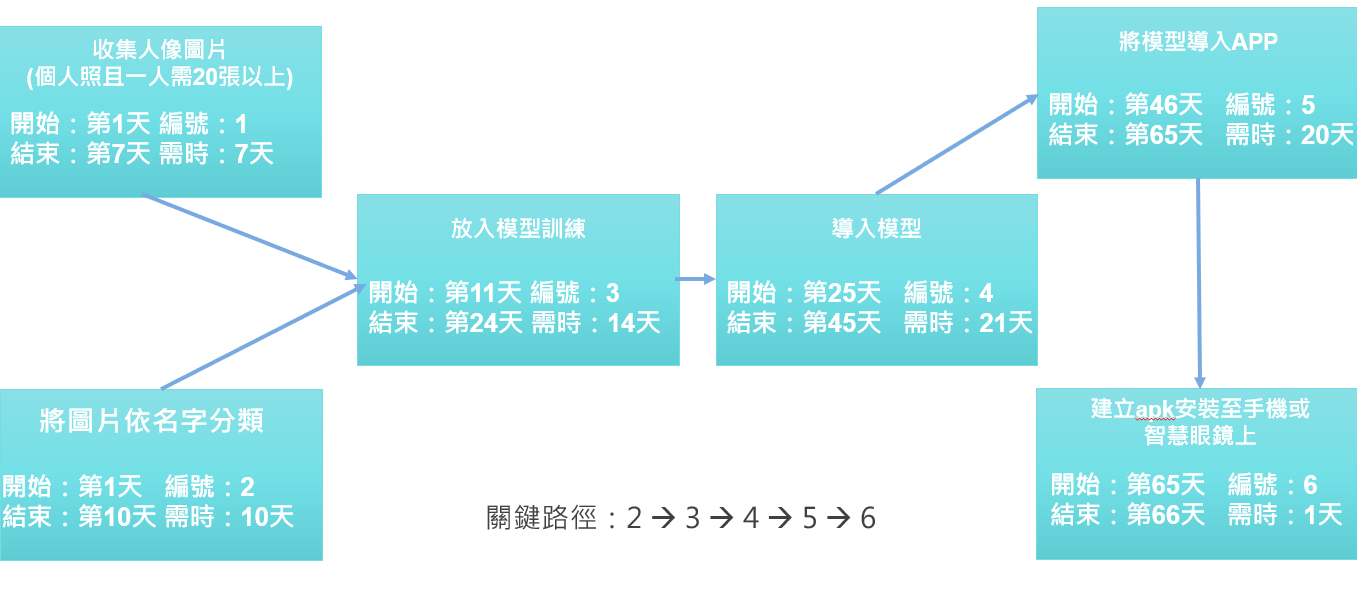 收集人像圖片
(個人照且一人需20張以上)
開始：第1天 編號：1
結束：第7天 需時：7天
將圖片依名字分類
開始：第1天 編號：2
結束：第10天 需時：10天
放入模型訓練
開始：第11天 編號：3
結束：第24天 需時：14天
導入模型
開始：第25天 編號：4
結束：第45天 需時：21天
將模型導入APP
開始：第46天 編號：5
結束：第65天 需時：20天
建立apk安裝至手機或
智慧眼鏡上
開始：第65天 編號：6
結束：第66天 需時：1天
關鍵路徑：2→3→4→5→6